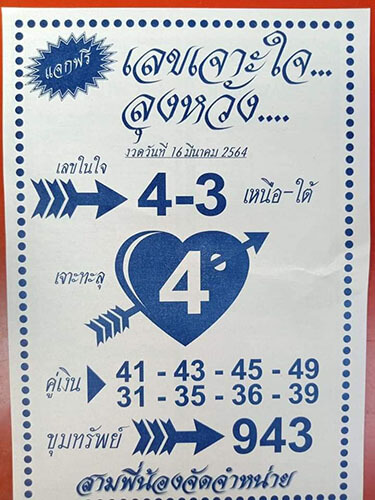 แจกฟรี
เลขเจาะใจ...
ลุงหวัง....
งวดวันที่ 16 มีนาคม 2564
เลขในใจ
4-3 เหนือ-ใต้
เจาะทะลุ
4
คู่เงิน 41 - 43 - 45 - 49
31 - 35 - 36 - 39
ขุมทรัพย์ 943
สามพี่น้องจัดจำหน่าย